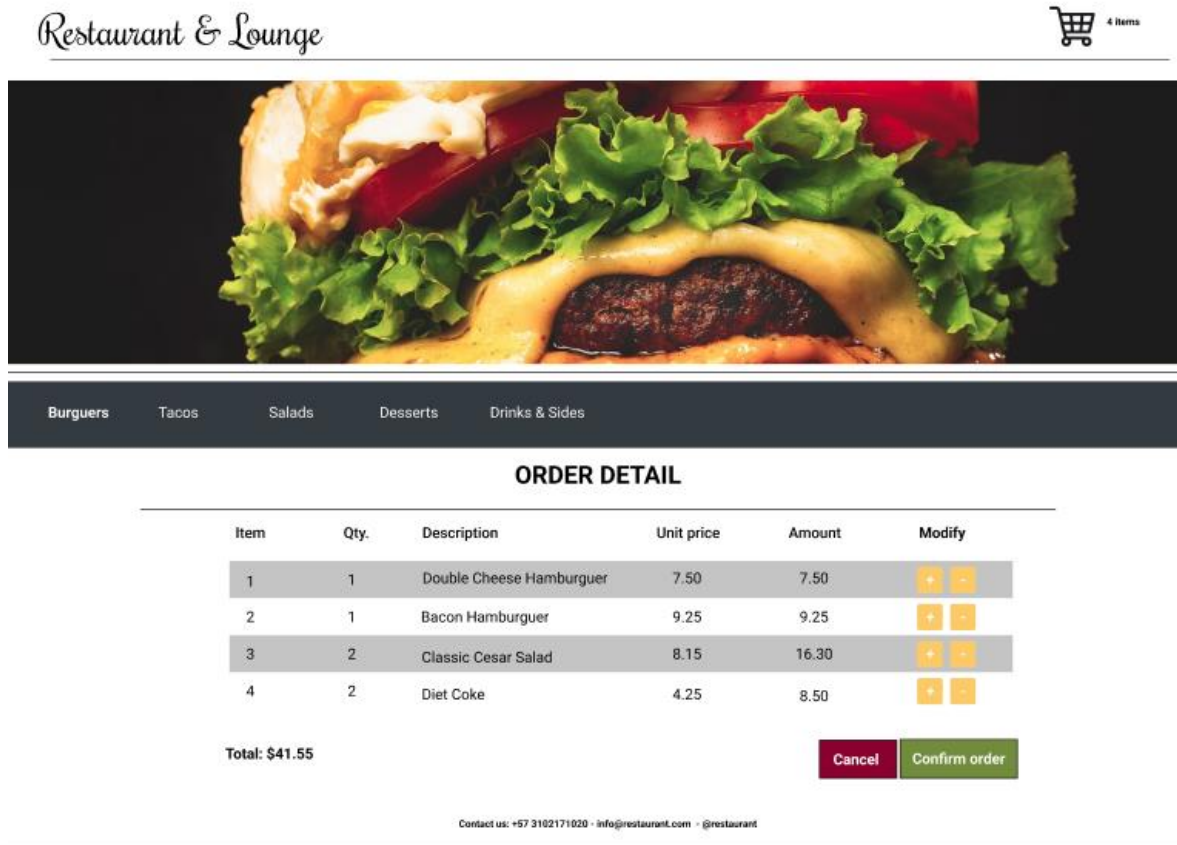 Restaurant & Lounge
4 items
Burguers Tacos Salads Desserts Drinks & Sides
ORDER DETAIL
Item Qty. Description Unit price Amount Modify
1 1 Double Cheese Hamburguer 7.50 7.50 + -
2 1 Bacon Hamburguer 9.25 9.25 + -
3 2 Classic Cesar Salad 8.15 16.30 + -
4 2 Diet Coke 4.25 8.50 + -
Total: $41.55
Cancel Confirm order
Contact us: +57 3102171020 - info@restaurant.com - @restaurant